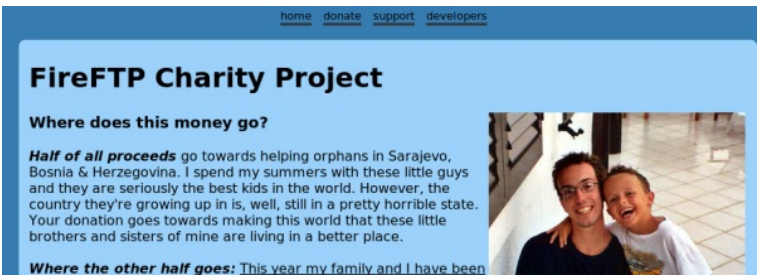 home donate support developers
FireFTP Charity Project
Where does this money go?
Half of all proceeds go towards helping orphans in Sarajevo,
Bosnia & Herzegovina. I spend my summers with these little guys
and they are seriously the best kids in the world. However, the
country they're growing up in is, well, still in a pretty horrible state.
Your donation goes towards making this world that these little
brothers and sisters of mine are living in a better place.
Where the other half goes: This year my family and I have been